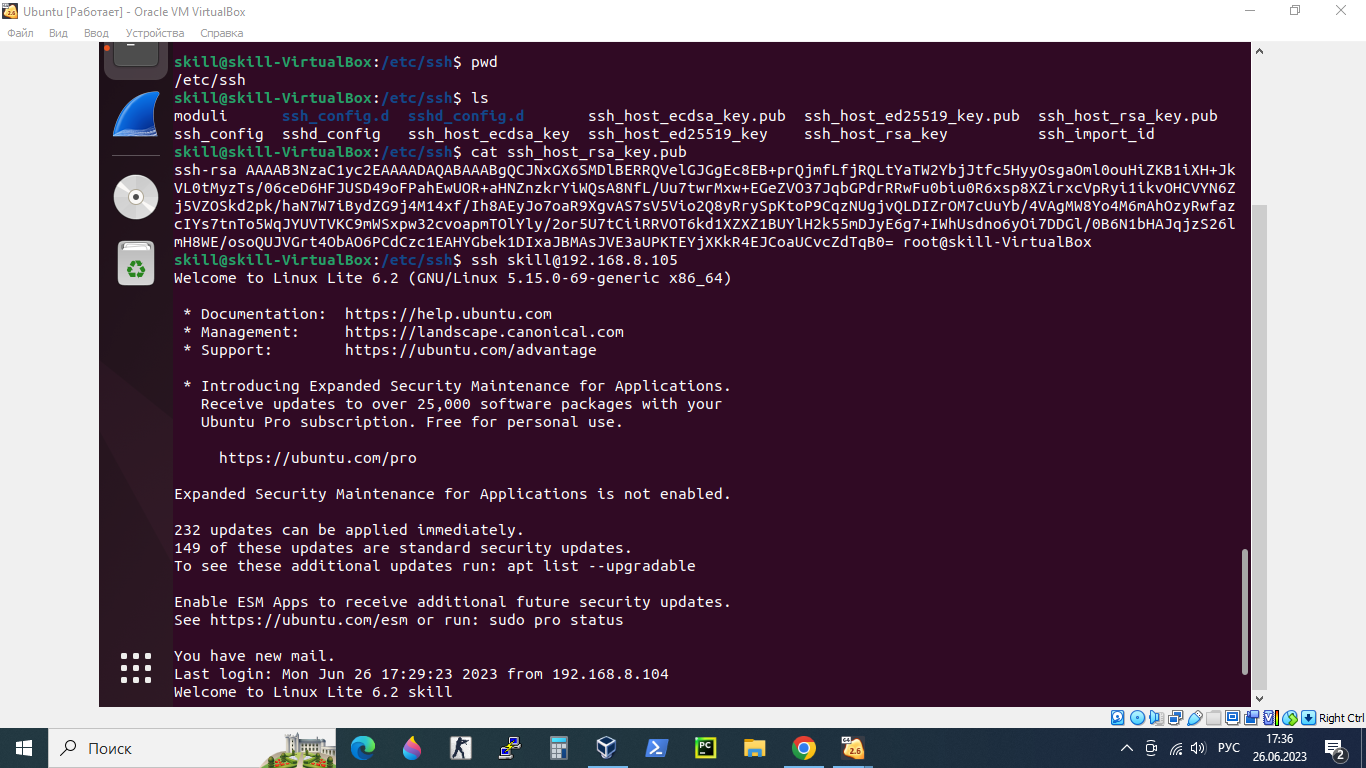 Ubuntu [Работает] - Oracle VM VirtualBox
Файл Вид Ввод Устройства Справка
skill@skill-VirtualBox:/etc/ssh$ pwd
/etc/ssh
skill@skill-VirtualBox:/etc/ssh$ ls
moduli ssh_config.d sshd_config.d ssh_host_ecdsa_key.pub ssh_host_ed25519_key.pub ssh_host_rsa_key.pub
ssh_config sshd_config ssh_host_ecdsa_key ssh_host_ed25519_key ssh_host_rsa_key ssh_import_id
skill@skill-VirtualBox:/etc/ssh$ cat ssh_host_rsa_key.pub
ssh-rsa AAAAB3NzaC1yc2EAAAADAQABAAABgQCJNxGX6SMDlBERRQVelGJGgEc8EB+prQjmfLfjRQLtYaTW2YbjJtfc5HyyOsgaOml0ouHiZKB1iXH+Jk
VL0tMyzTs/06ceD6HFJUSD49oFPahEwUOR+aHNZnzkrYiWQsA8NfL/Uu7twrMxw+EGeZVO37JqbGPdrRRwFu0biu0R6xsp8XZirxcVpRyi1ikvOHCVYN6Z
j5VZOSkd2pk/haN7W7iBydZG9j4M14xf/Ih8AEyJo7oaR9XgvAS7sV5Vio2Q8yRrySpKtoP9CqzNUgjvQLDIZrOM7cUuYb/4VAgMW8Yo4M6mAhOzyRwfaz
cIYs7tnTo5WqJYUVTVKC9mWSxpw32cvoapmTOlYly/2or5U7tCiiRRVOT6kd1XZXZ1BUYlH2k55mDJyE6g7+IWhUsdno6yOi7DDGl/0B6N1bHAJqjzS26l
mH8WE/osoQUJVGrt4ObAO6PCdCzc1EAHYGbek1DIxaJBMAsJVE3aUPKTEYjXKkR4EJCoaUCvcZdTqB0= root@skill-VirtualBox
skill@skill-VirtualBox:/etc/ssh$ ssh skill@192.168.8.105
Welcome to Linux Lite 6.2 (GNU/Linux 5.15.0-69-generic x86_64)
* Documentation: https://help.ubuntu.com
* Management: https://landscape.canonical.com
* Support: https://ubuntu.com/advantage
* Introducing Expanded Security Maintenance for Applications.
Receive updates to over 25,000 software packages with your
Ubuntu Pro subscription. Free for personal use.
https://ubuntu.com/pro
Expanded Security Maintenance for Applications is not enabled.
232 updates can be applied immediately.
149 of these updates are standard security updates.
To see these additional updates run: apt list --upgradable
Enable ESM Apps to receive additional future security updates.
See https://ubuntu.com/esm or run: sudo pro status
You have new mail.
Last login: Mon Jun 26 17:29:23 2023 from 192.168.8.104
Welcome to Linux Lite 6.2 skill
Right Ctrl
Поиск
РУС
17:36
26.06.2023
2